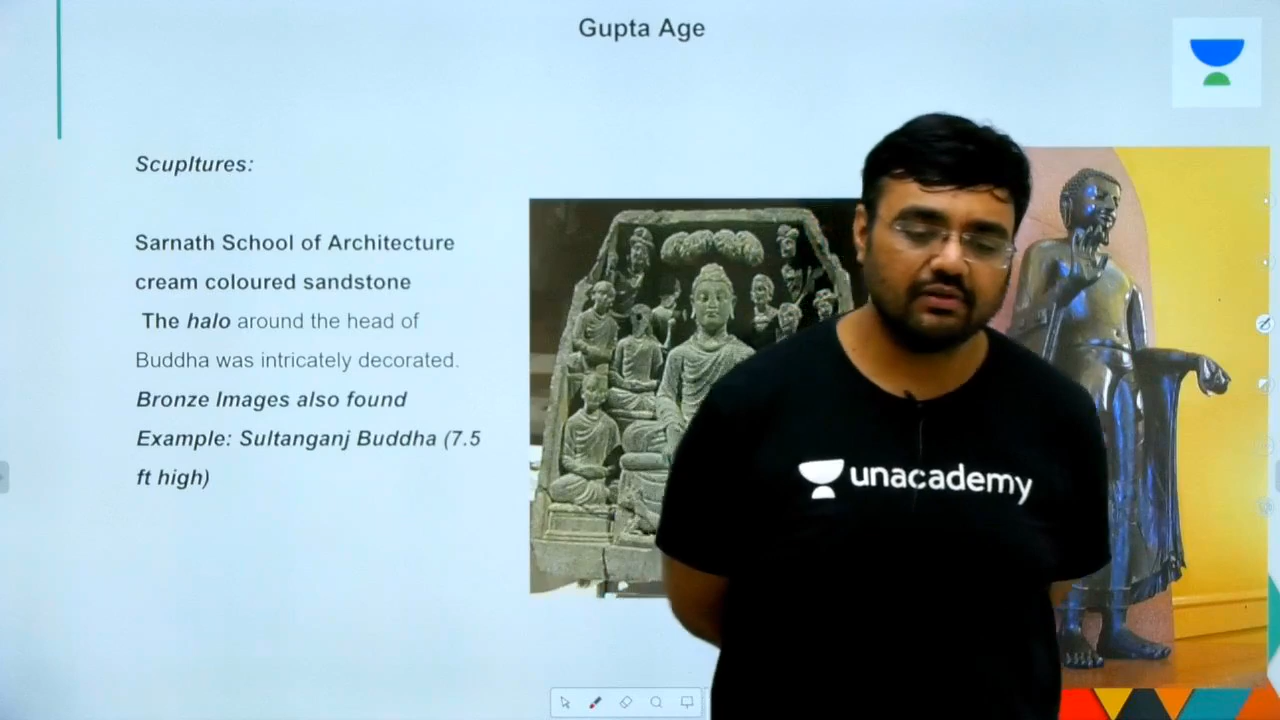 Gupta Age
Scupltures:
Sarnath School of Architecture
cream coloured sandstone
The halo around the head of
Buddha was intricately decorated.
Bronze Images also found
Example: Sultanganj Buddha (7.5
ft high)
unacademy